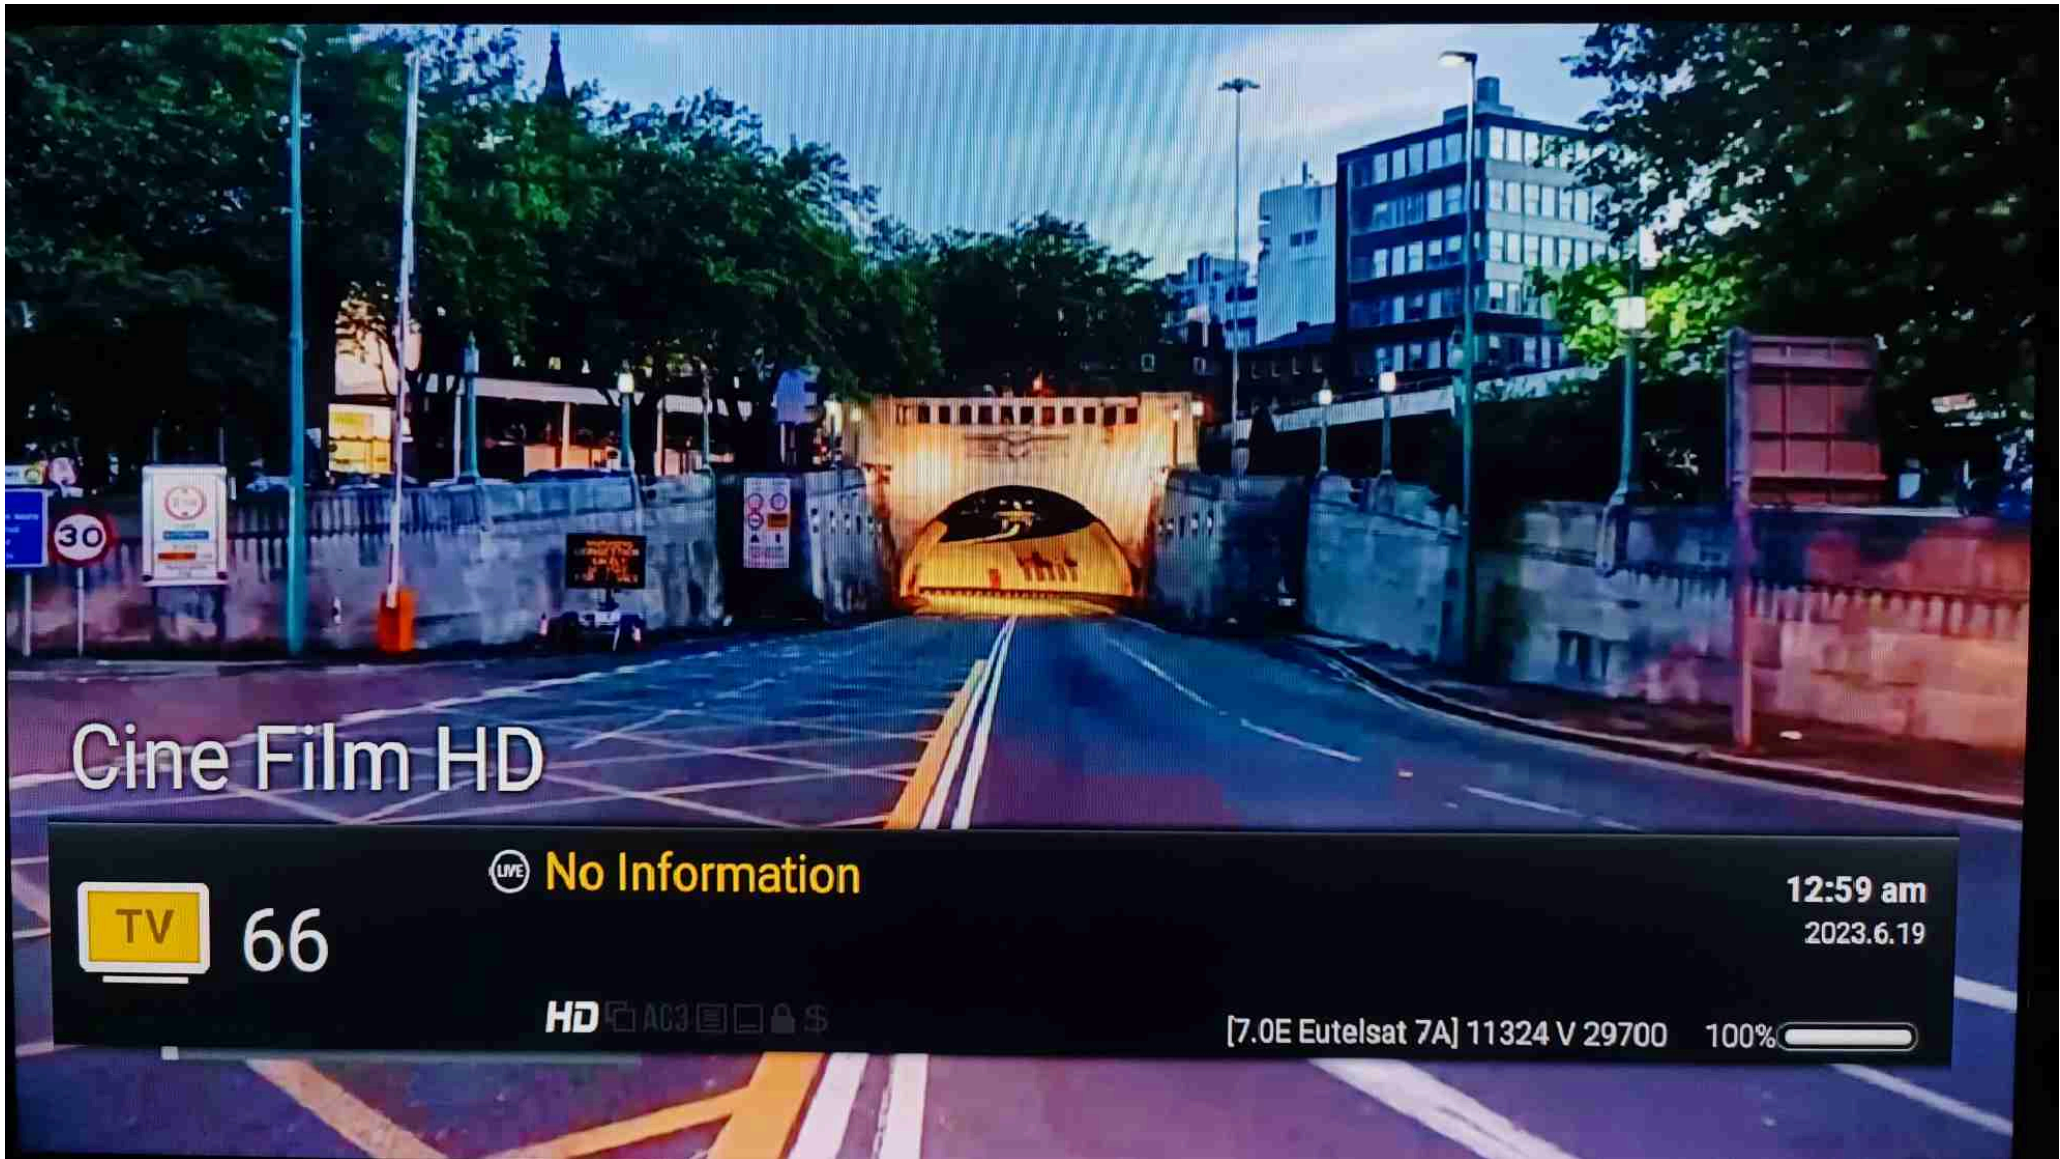 30
Cine Film HD
LIVE No Information
TV 66
12:59 am
2023.6.19
HD AC3 $
[7.0E Eutelsat 7A] 11324 V 29700 100%